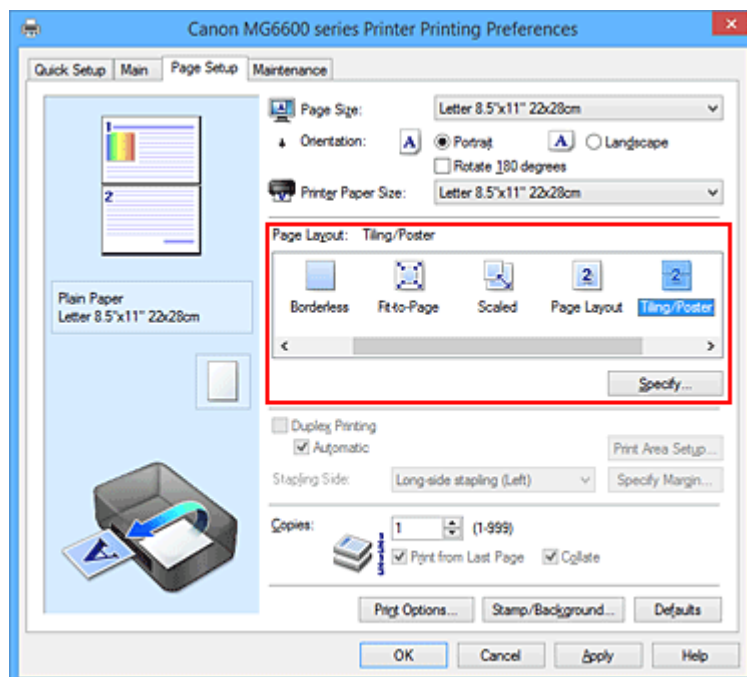 Canon MG6600 series Printer Printing Preferences
Quick Setup Main Page Setup Maintenance
1
2
Plain Paper
Letter 8.5"x11" 22x28cm
Page Size: Letter 8.5"x11" 22x28cm
Orientation: A Portrait A Landscape
Rotate 180 degrees
Printer Paper Size: Letter 8.5"x11" 22x28cm
Page Layout: Tiling/Poster
2 2
Borderless Fit-to-Page Scaled Page Layout Tiling/Poster
Specify...
Duplex Printing
Automatic Print Area Setup...
Stapling Side: Long-side stapling (Left) Specify Margin...
A
Copies: 1 (1-999)
Print from Last Page Collate
Print Options... Stamp/Background... Defaults
OK Cancel Apply Help